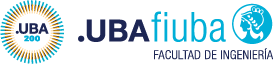 .UBA
200
.UBAfiuba
FACULTAD DE INGENIERÍA